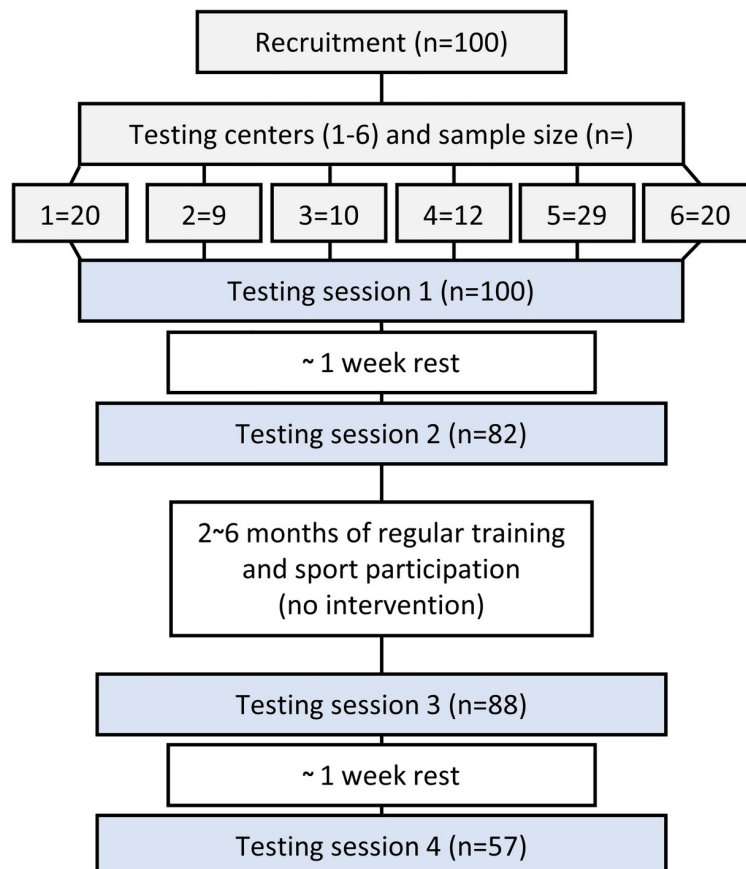 Recruitment (n=100)
Testing centers (1-6) and sample size (n=)
1=20
2=9
3=10
4=12
5=29
6=20
Testing session 1 (n=100)
~ 1 week rest
Testing session 2 (n=82)
2~6 months of regular training
and sport participation
(no intervention)
Testing session 3 (n=88)
~ 1 week rest
Testing session 4 (n=57)